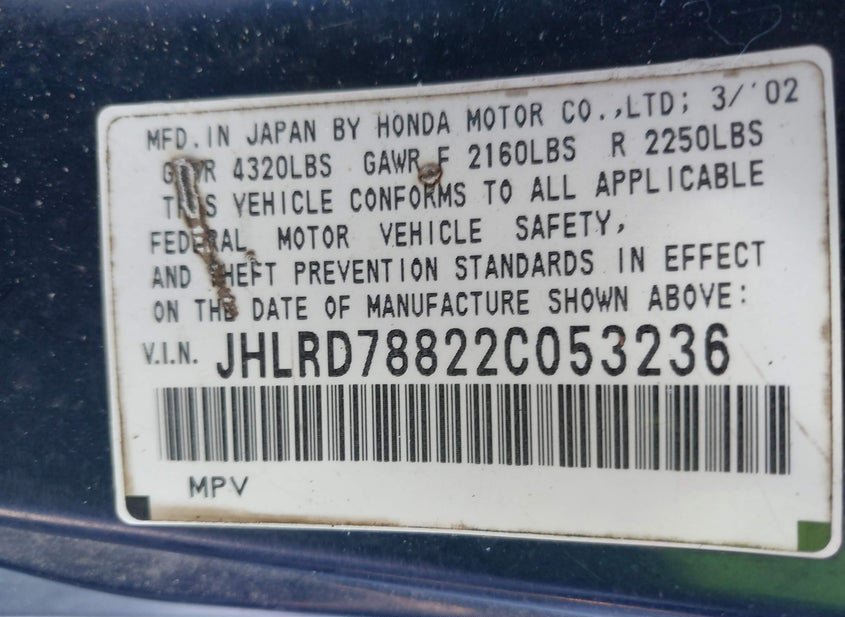 MFD. IN JAPAN BY HONDA MOTOR CO.,LTD; 3/'02
4320LBS GAWR F 2160LBS R 2250LBS
THIS VEHICLE CONFORMS TO ALL APPLICABLE
FEDERAL MOTOR VEHICLE SAFETY,
AND THEFT PREVENTION STANDARDS IN EFFECT
ON THE DATE OF MANUFACTURE SHOWN ABOVE:
V.I.N. JHLRD78822C053236
MPV